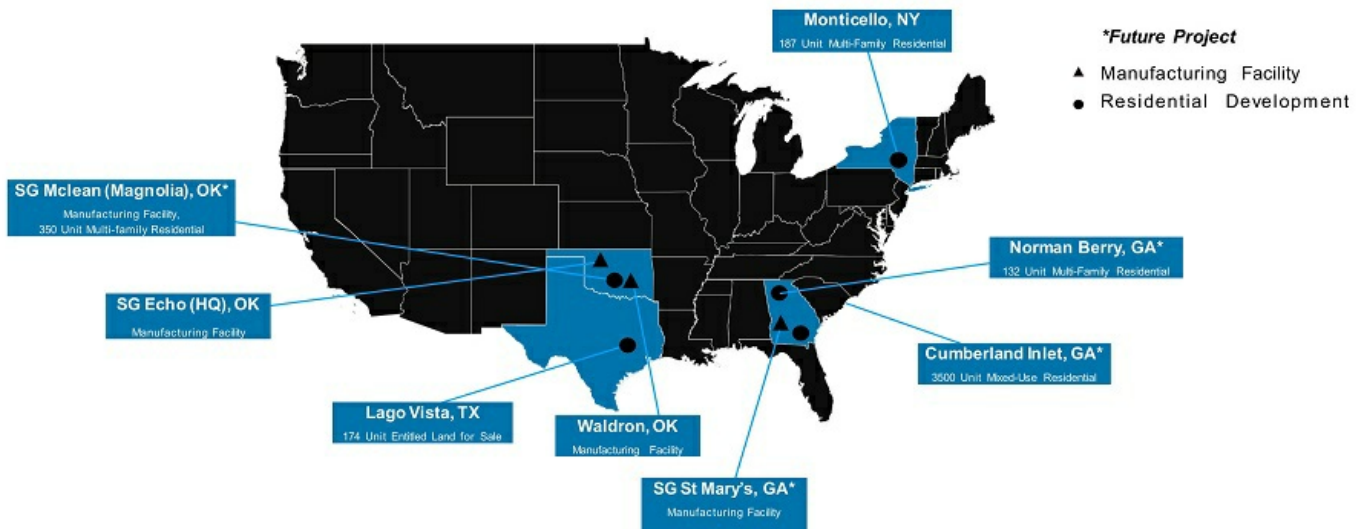 Monticello, NY
187 Unit Multi-Family Residential
*Future Project
Manufacturing Facility
Residential Development
SG Mclean (Magnolia), OK*
Manufacturing Facility,
350 Unit Multi-family Residential
Norman Berry, GA*
132 Unit Multi-Family Residential
SG Echo (HQ), OK
Manufacturing Facility
Cumberland Inlet, GA*
3500 Unit Mixed-Use Residential
Lago Vista, TX
174 Unit Entitled Land for Sale
Waldron, OK
Manufacturing Facility
SG St Mary's, GA*
Manufacturing Facility